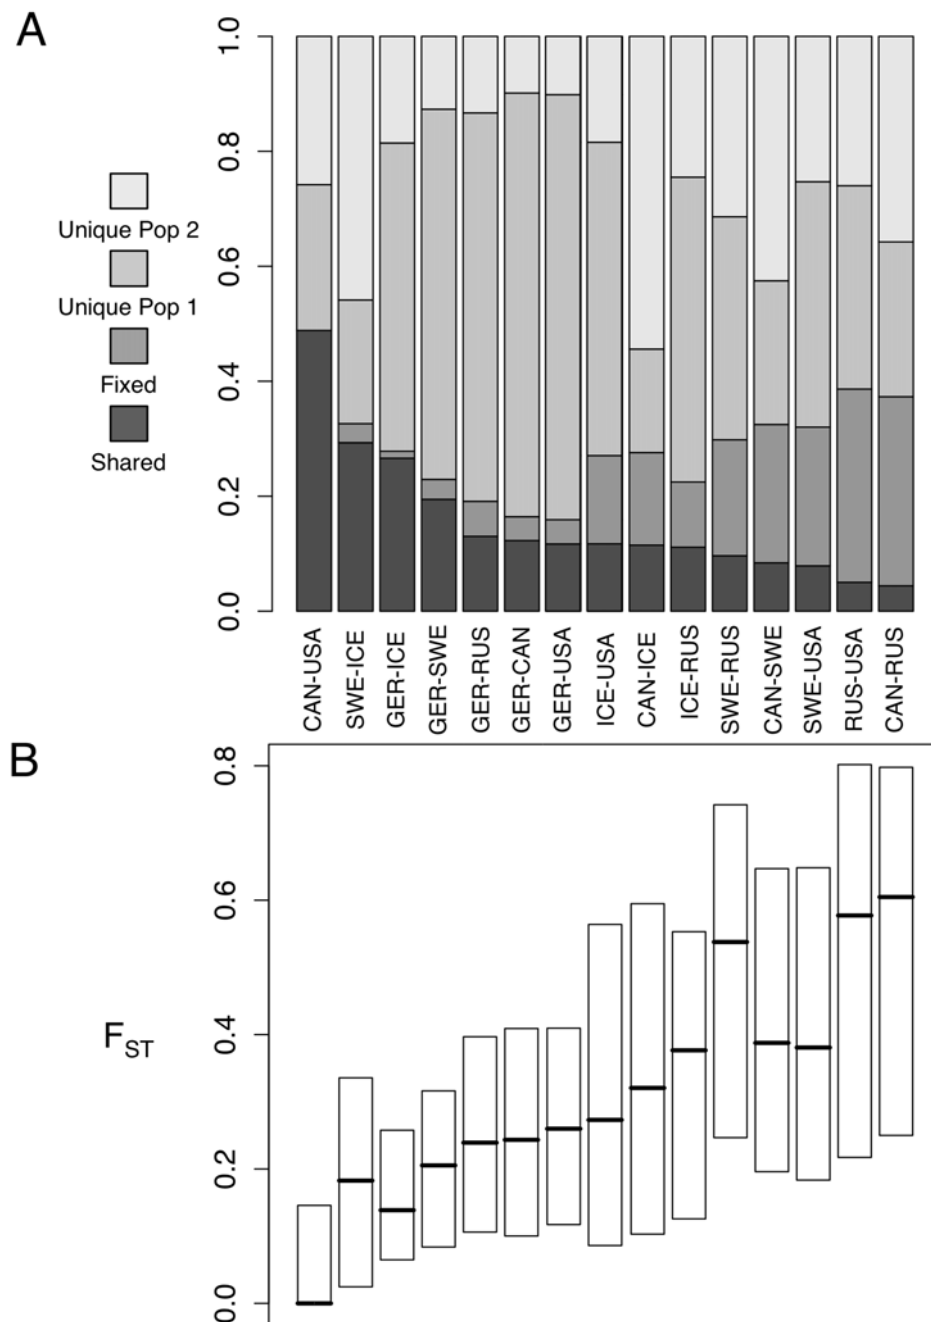 A
1.0
0.8
0.6
0.4
0.2
0.0
Unique Pop 2
Unique Pop 1
Fixed
Shared
CAN-USA
SWE-ICE
GER-ICE
GER-SWE
GER-RUS
GER-CAN
GER-USA
ICE-USA
CAN-ICE
ICE-RUS
SWE-RUS
CAN-SWE
SWE-USA
RUS-USA
CAN-RUS
B
0.8
0.6
0.4
0.2
0.0
FST